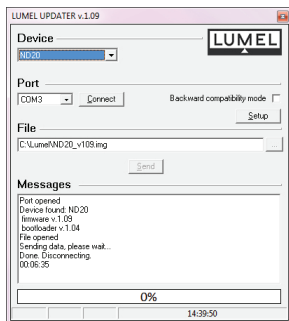 LUMEL UPDATER v.1.09
Device
LUMEL
ND20
Port
COM3 Connect Backward compatibility mode
Setup
File
C:\Lumel\ND20_v109.img ...
Send
Messages
Port opened
Device found: ND20
firmware v.1.09
bootloader v.1.04
File opened
Sending data, please wait...
Done. Disconnecting.
00:06:35
0%
14:39:50